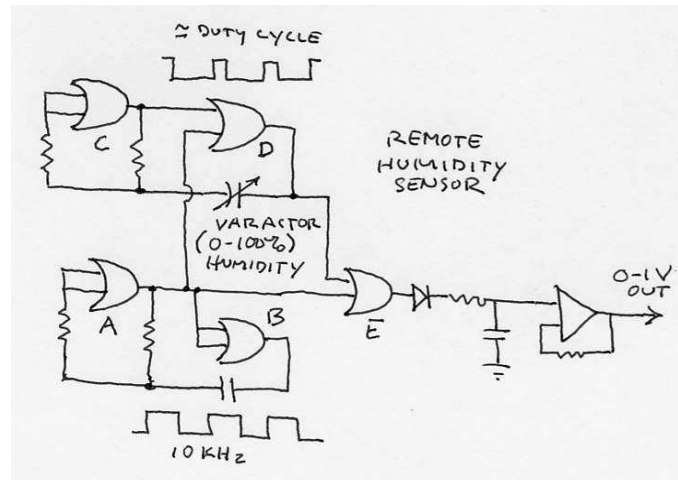 ≃ DUTY CYCLE
C
D
REMOTE
HUMIDITY
SENSOR
VARACTOR
(0-100%)
HUMIDITY
A
B
E
0-1V
OUT
10 KHz